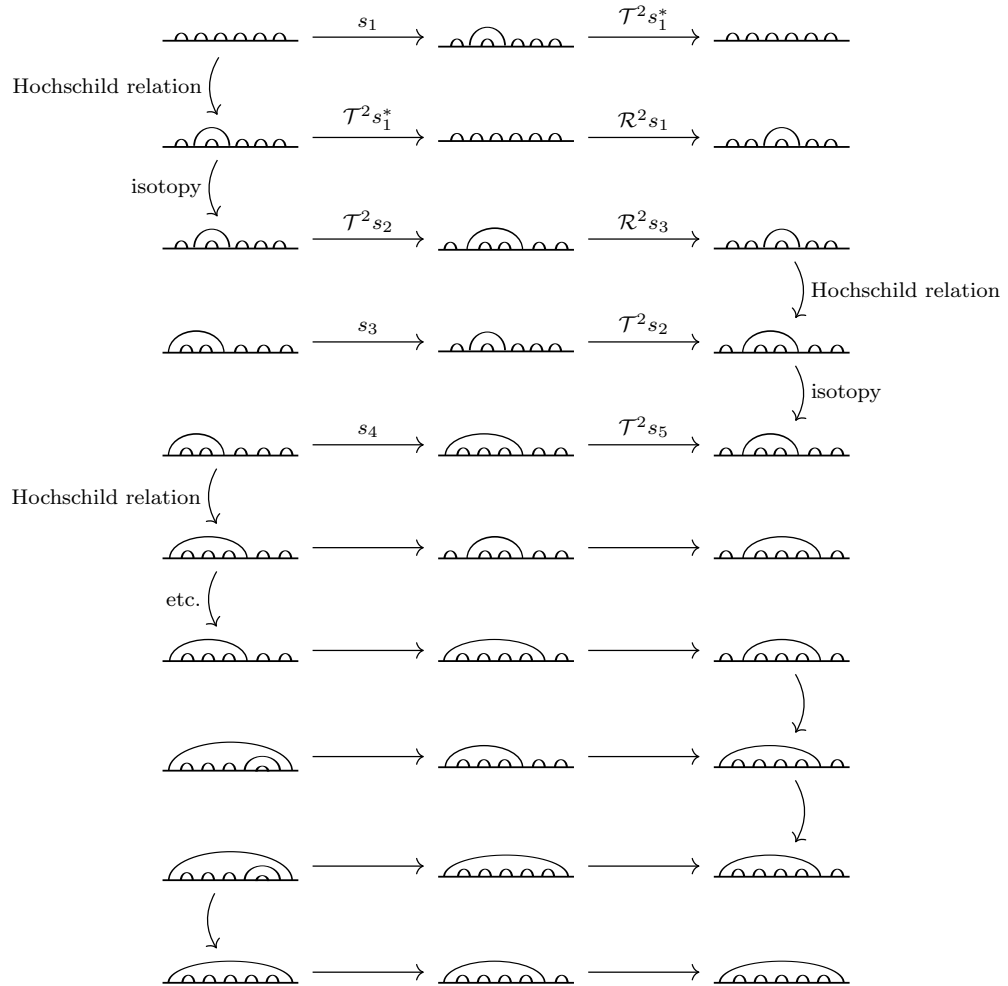 s₁ 𝒯²s₁*
Hochschild relation
𝒯²s₁* ℛ²s₁
isotopy
𝒯²s₂ ℛ²s₃
Hochschild relation
s₃ 𝒯²s₂
isotopy
s₄ 𝒯²s₅
Hochschild relation
etc.